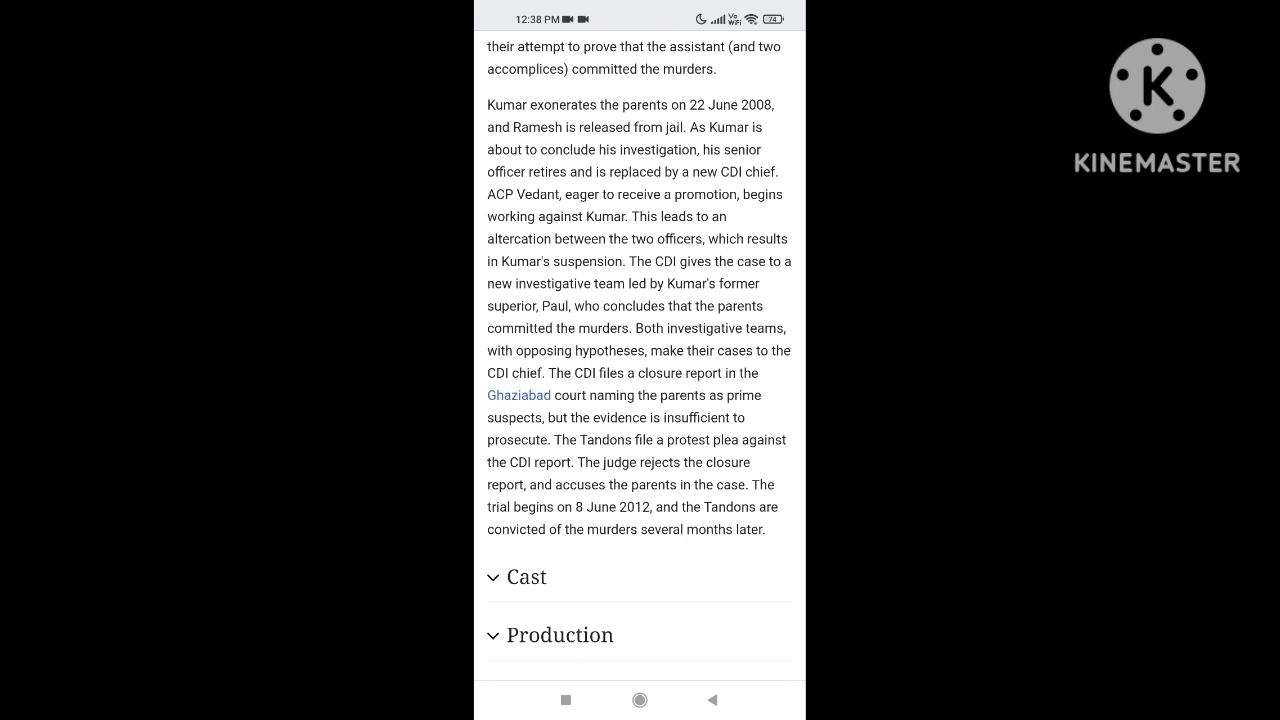 12:38 PM
Vo
WiFi
74
their attempt to prove that the assistant (and two
accomplices) committed the murders.
Kumar exonerates the parents on 22 June 2008,
and Ramesh is released from jail. As Kumar is
about to conclude his investigation, his senior
officer retires and is replaced by a new CDI chief.
ACP Vedant, eager to receive a promotion, begins
working against Kumar. This leads to an
altercation between the two officers, which results
in Kumar's suspension. The CDI gives the case to a
new investigative team led by Kumar's former
superior, Paul, who concludes that the parents
committed the murders. Both investigative teams,
with opposing hypotheses, make their cases to the
CDI chief. The CDI files a closure report in the
Ghaziabad court naming the parents as prime
suspects, but the evidence is insufficient to
prosecute. The Tandons file a protest plea against
the CDI report. The judge rejects the closure
report, and accuses the parents in the case. The
trial begins on 8 June 2012, and the Tandons are
convicted of the murders several months later.
Cast
Production
K
KINEMASTER